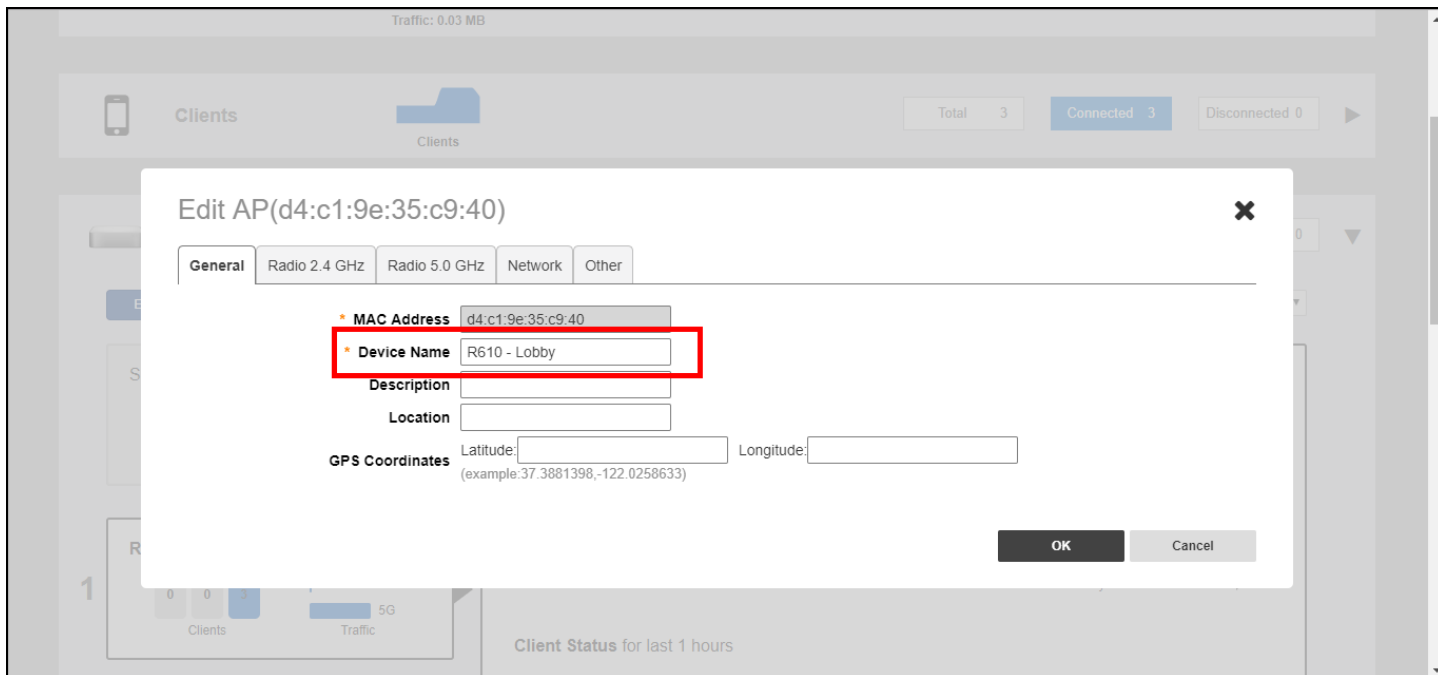 Traffic: 0.03 MB
Clients
Clients
Total 3 Connected 3 Disconnected 0
Edit AP(d4:c1:9e:35:c9:40)
0
General Radio 2.4 GHz Radio 5.0 GHz Network Other
E
* MAC Address d4:c1:9e:35:c9:40
* Device Name R610 - Lobby
S
Description
Location
GPS Coordinates Latitude: Longitude:
(example:37.3881398,-122.0258633)
OK Cancel
R
1
0 0 3
5G
Clients Traffic
Client Status for last 1 hours